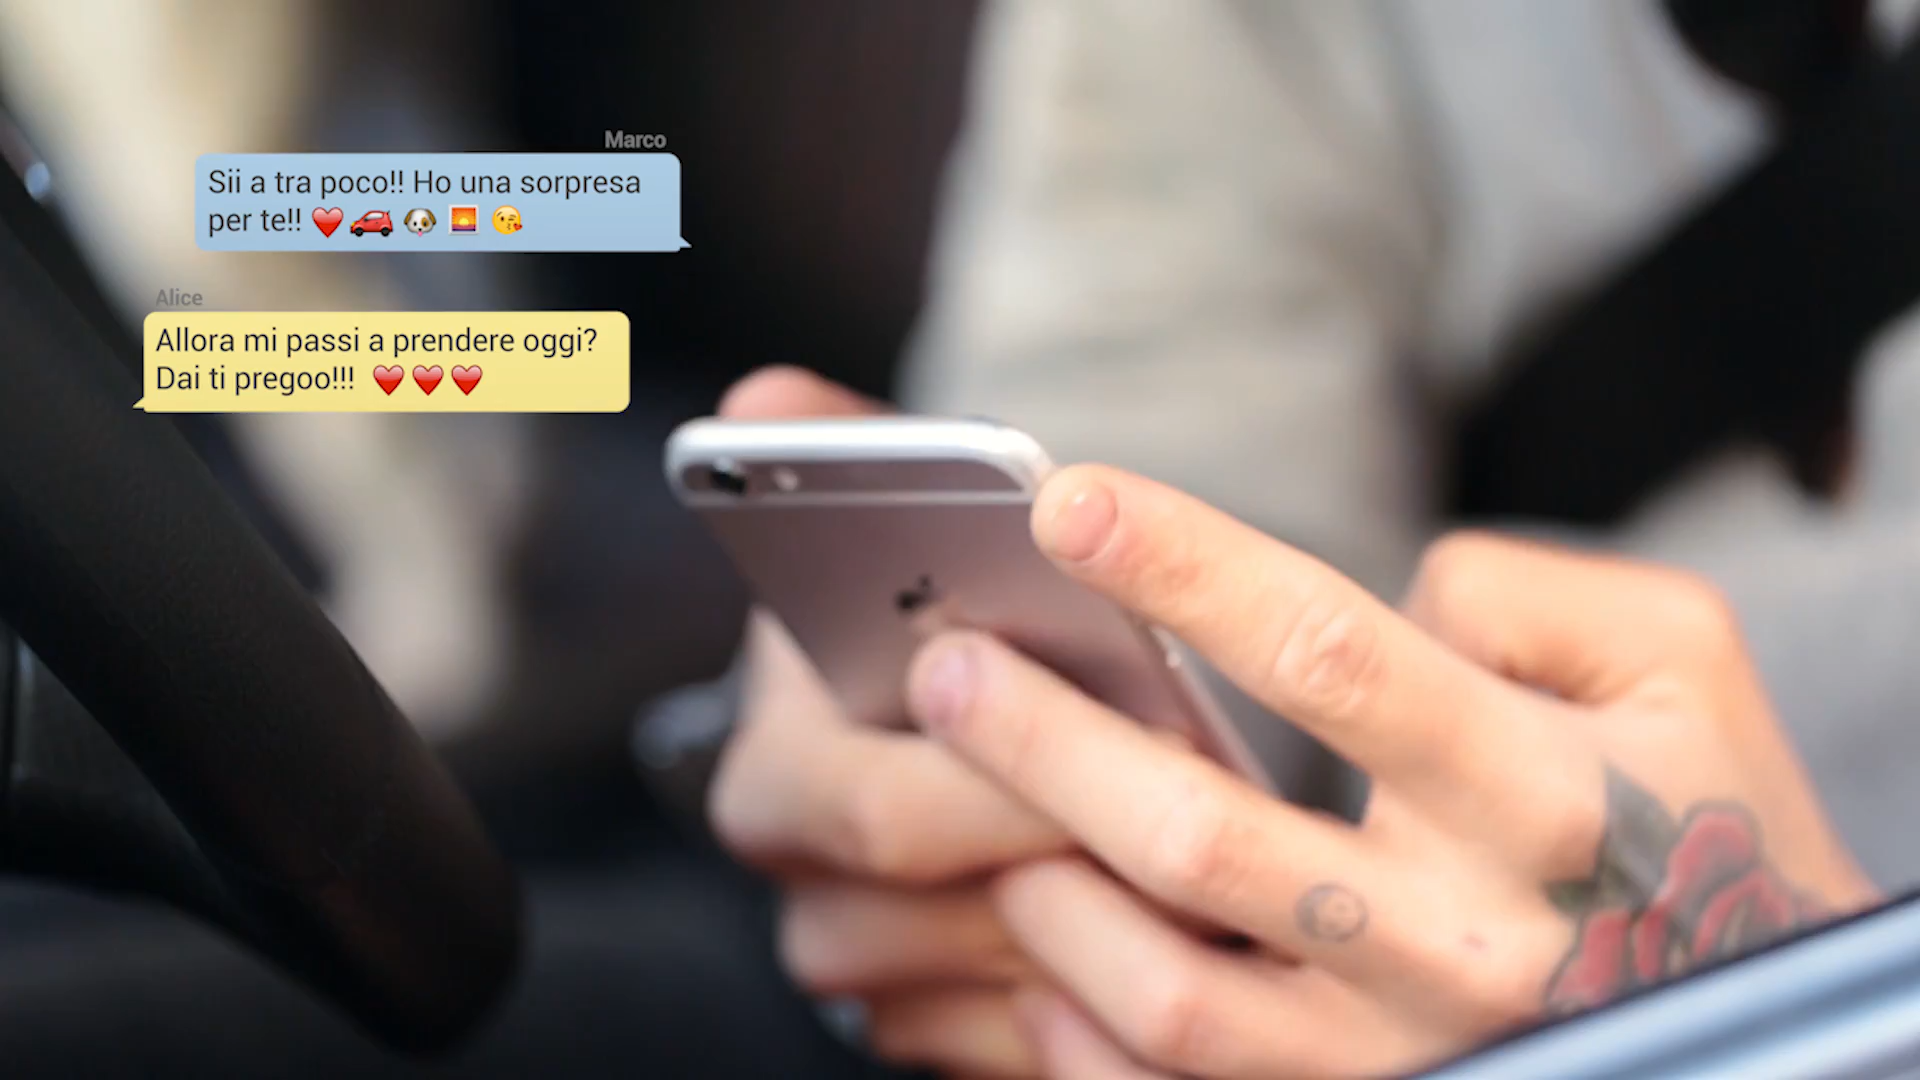 Marco
Sii a tra poco!! Ho una sorpresa
per te!! ❤️🚗🐶🌅😘
Alice
Allora mi passi a prendere oggi?
Dai ti pregoo!!! ❤️❤️❤️